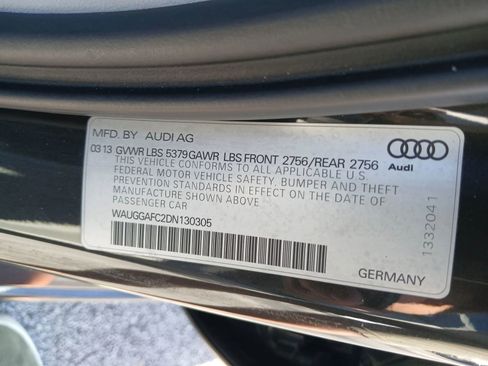 MFD. BY AUDI AG
03 13 GVWR LBS 5379 GAWR LBS FRONT 2756/REAR 2756
THIS VEHICLE CONFORMS TO ALL APPLICABLE U.S
FEDERAL MOTOR VEHICLE SAFETY, BUMPER AND THEFT
PREVENTION STANDARDS IN EFFECT ON THE DATE OF
MANUFACTURE SHOWN ABOVE.
PASSENGER CAR
WAUGGAFC2DN130305
Audi
1332041
GERMANY